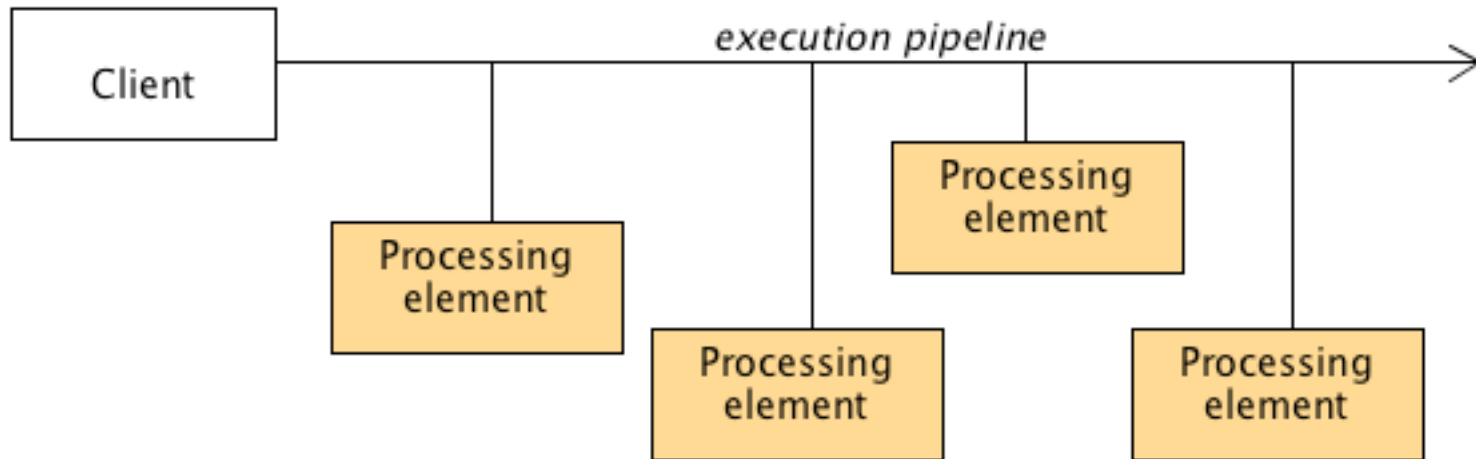 execution pipeline
Client
Processing
element
Processing
element
Processing
element
Processing
element